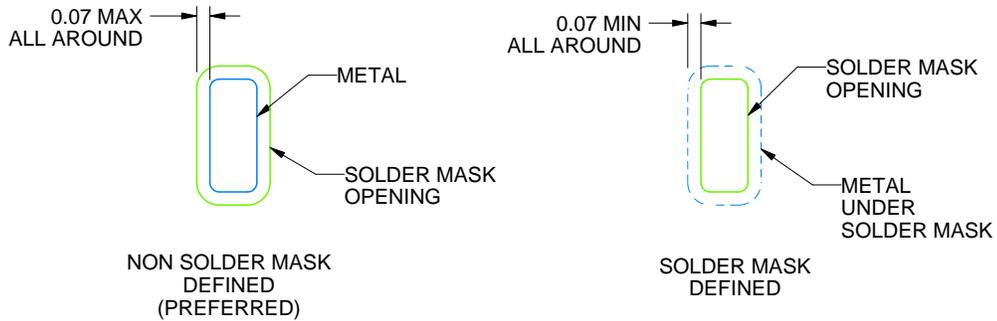 0.07 MAX
ALL AROUND
METAL
SOLDER MASK
OPENING
NON SOLDER MASK
DEFINED
(PREFERRED)
0.07 MIN
ALL AROUND
SOLDER MASK
OPENING
METAL
UNDER
SOLDER MASK
SOLDER MASK
DEFINED